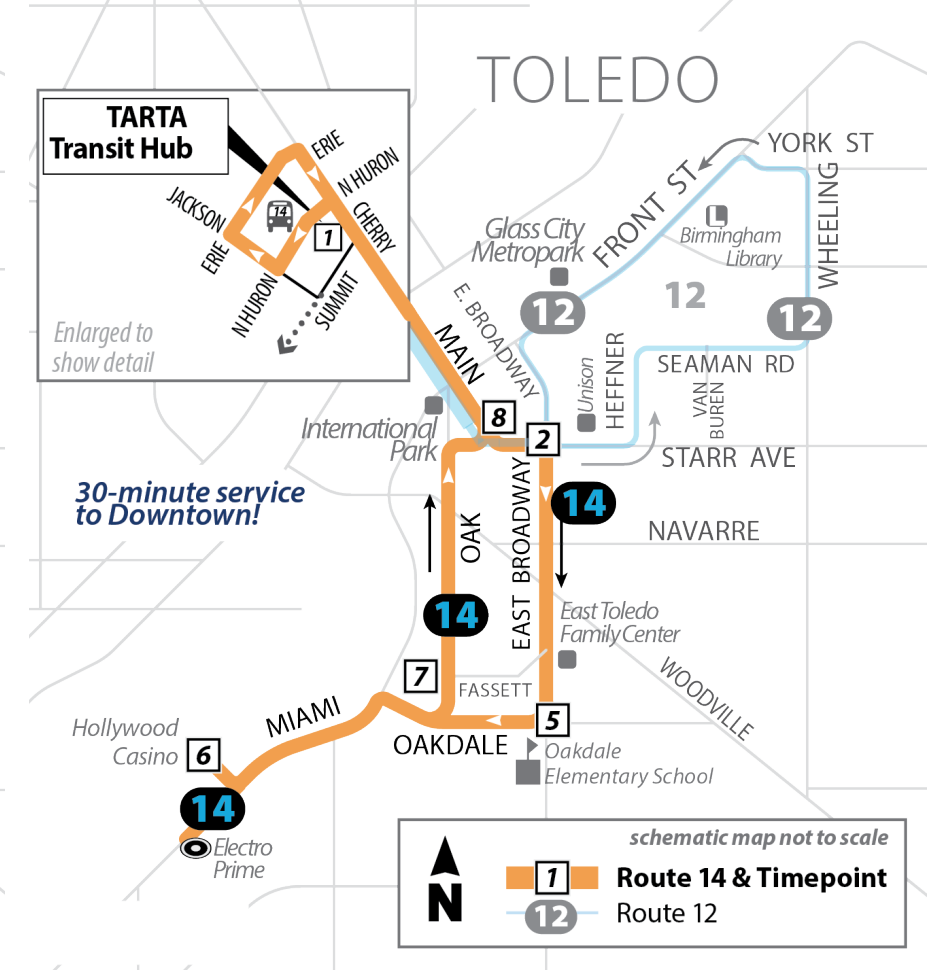 TOLEDO
TARTA
Transit Hub
ERIE
N HURON
JACKSON
14
CHERRY
1
ERIE
N HURON
SUMMIT
Enlarged to
show detail
YORK ST
FRONT ST
WHEELING
Birmingham
Library
Glass City
Metropark
12
12
12
E. BROADWAY
MAIN
Unison
HEFFNER
SEAMAN RD
VAN
BUREN
8
2
International
Park
STARR AVE
30-minute service
to Downtown!
14
OAK
EAST BROADWAY
NAVARRE
14
East Toledo
Family Center
7
FASSETT
WOODVILLE
MIAMI
5
Hollywood
Casino
6
OAKDALE
Oakdale
Elementary School
14
Electro
Prime
schematic map not to scale
N
1
Route 14 & Timepoint
12
Route 12